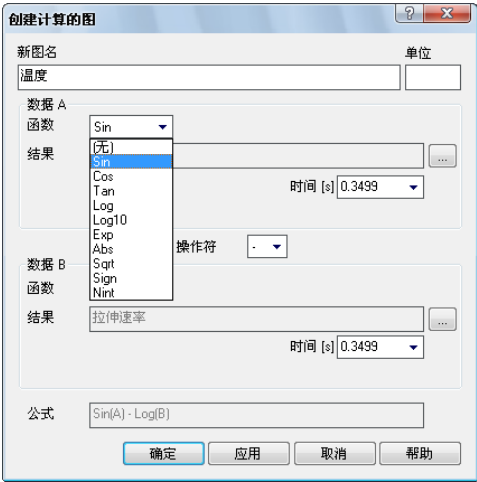 创建计算的图
新图名 单位
温度
数据 A
函数 Sin
结果 ...
(无)
Sin
Cos
Tan
Log
Log10
Exp
Abs
Sqrt
Sign
Nint
时间 [s] 0.3499
操作符 -
数据 B
函数
结果 拉伸速率 ...
时间 [s] 0.3499
公式 Sin(A) - Log(B)
确定 应用 取消 帮助